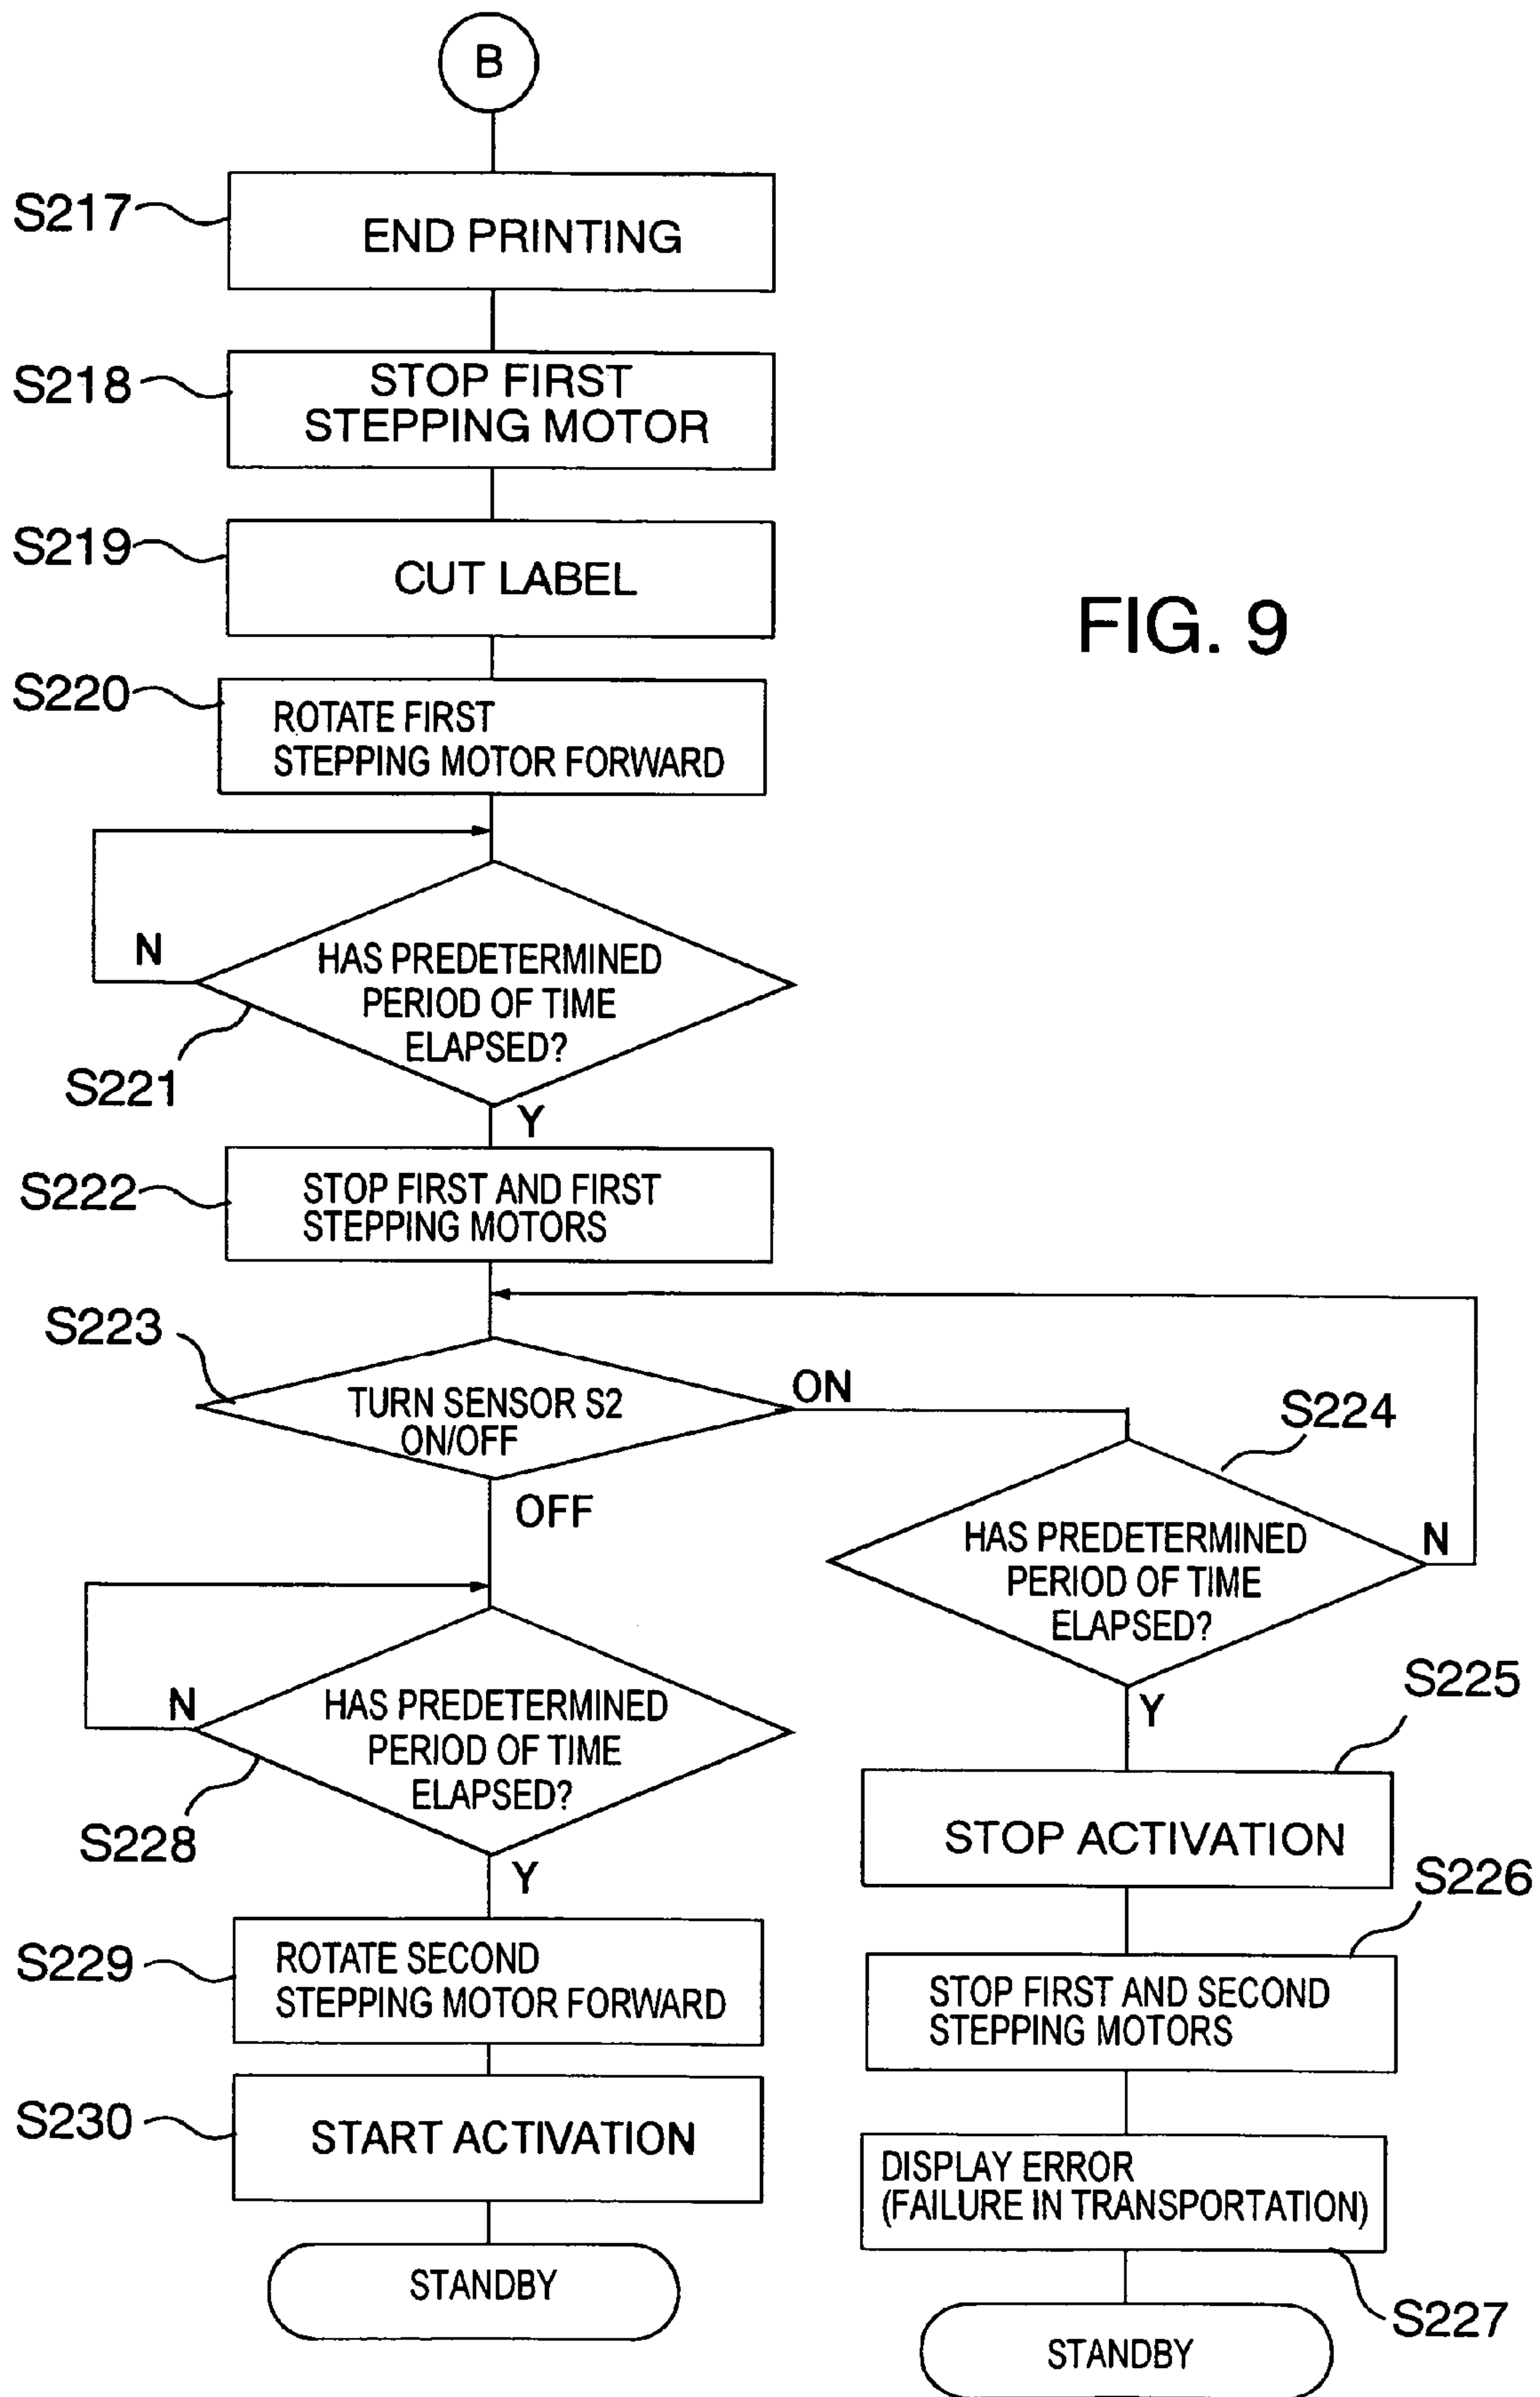 B
S217
END PRINTING
S218
STOP FIRST
STEPPING MOTOR
S219
CUT LABEL
FIG. 9
S220
ROTATE FIRST
STEPPING MOTOR FORWARD
N
HAS PREDETERMINED
PERIOD OF TIME
ELAPSED?
S221
Y
S222
STOP FIRST AND FIRST
STEPPING MOTORS
S223
TURN SENSOR S2
ON/OFF
ON
OFF
S224
HAS PREDETERMINED
PERIOD OF TIME
ELAPSED?
N
Y
N
HAS PREDETERMINED
PERIOD OF TIME
ELAPSED?
S228
Y
S225
STOP ACTIVATION
S226
STOP FIRST AND SECOND
STEPPING MOTORS
S229
ROTATE SECOND
STEPPING MOTOR FORWARD
S230
START ACTIVATION
STANDBY
DISPLAY ERROR
(FAILURE IN TRANSPORTATION)
S227
STANDBY